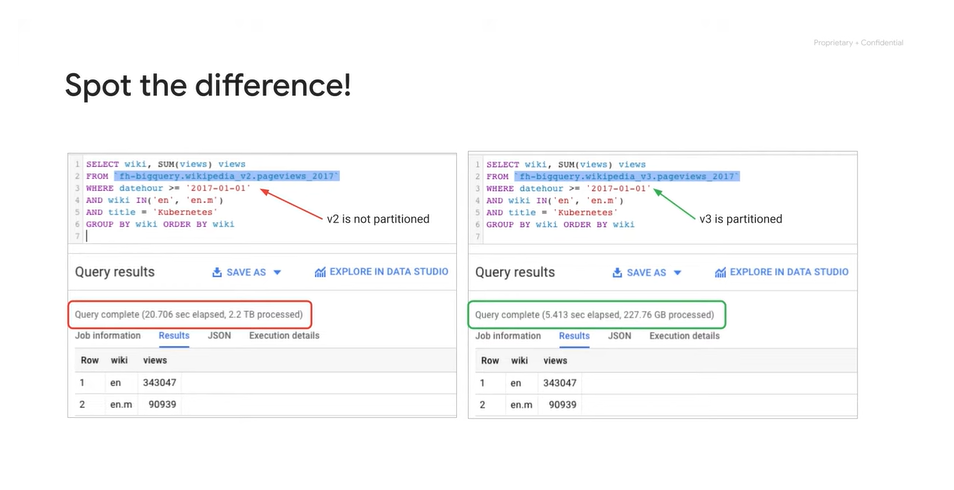 Proprietary + Confidential
Spot the difference!
1 SELECT wiki, SUM(views) views
2 FROM `fh-bigquery.wikipedia_v2.pageviews_2017`
3 WHERE datehour >= '2017-01-01'
4 AND wiki IN('en', 'en.m')
5 AND title = 'Kubernetes'
6 GROUP BY wiki ORDER BY wiki
7
v2 is not partitioned
Query results SAVE AS EXPLORE IN DATA STUDIO
Query complete (20.706 sec elapsed, 2.2 TB processed)
Job information Results JSON Execution details
Row wiki views
1 en 343047
2 en.m 90939
1 SELECT wiki, SUM(views) views
2 FROM `fh-bigquery.wikipedia_v3.pageviews_2017`
3 WHERE datehour >= '2017-01-01'
4 AND wiki IN('en', 'en.m')
5 AND title = 'Kubernetes'
6 GROUP BY wiki ORDER BY wiki
7
v3 is partitioned
Query results SAVE AS EXPLORE IN DATA STUDIO
Query complete (5.413 sec elapsed, 227.76 GB processed)
Job information Results JSON Execution details
Row wiki views
1 en 343047
2 en.m 90939